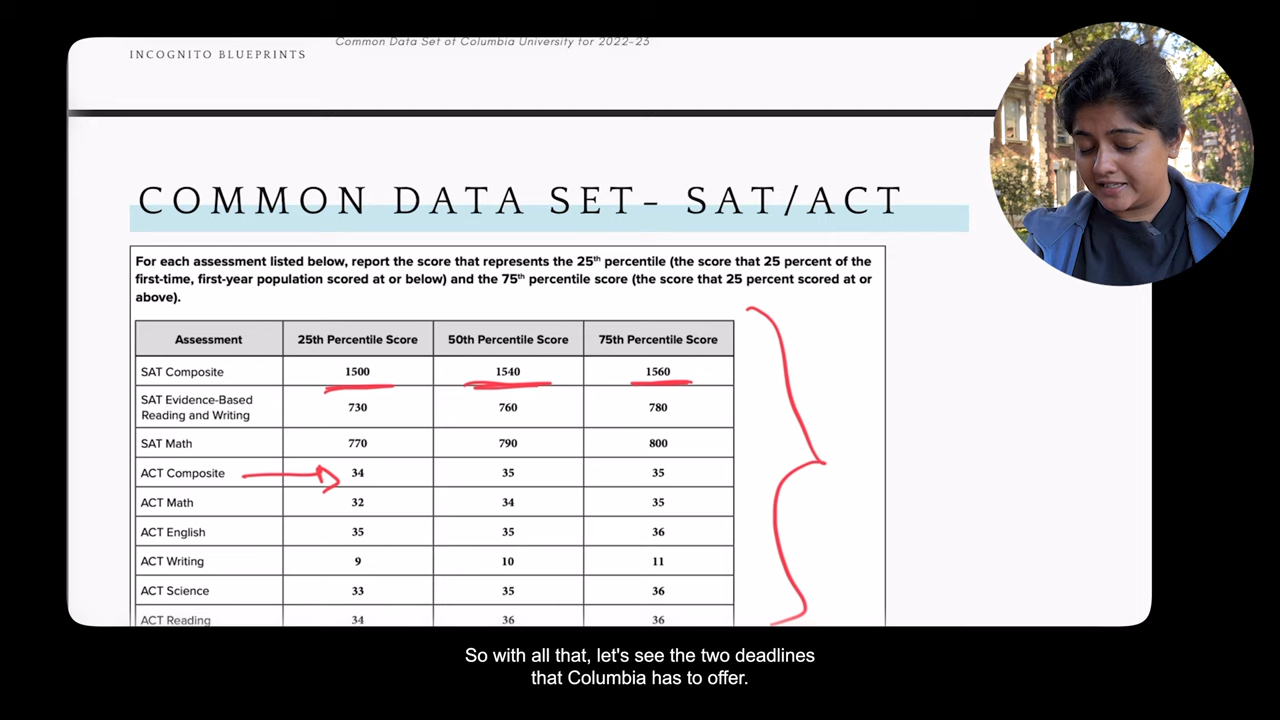 Common Data Set of Columbia University for 2022-23
INCOGNITO BLUEPRINTS
COMMON DATA SET- SAT/ACT
For each assessment listed below, report the score that represents the 25th percentile (the score that 25 percent of the
first-time, first-year population scored at or below) and the 75th percentile score (the score that 25 percent scored at or
above).
Assessment 25th Percentile Score 50th Percentile Score 75th Percentile Score
SAT Composite 1500 1540 1560
SAT Evidence-Based
Reading and Writing 730 760 780
SAT Math 770 790 800
ACT Composite 34 35 35
ACT Math 32 34 35
ACT English 35 35 36
ACT Writing 9 10 11
ACT Science 33 35 36
ACT Reading 34 36 36
So with all that, let's see the two deadlines
that Columbia has to offer.